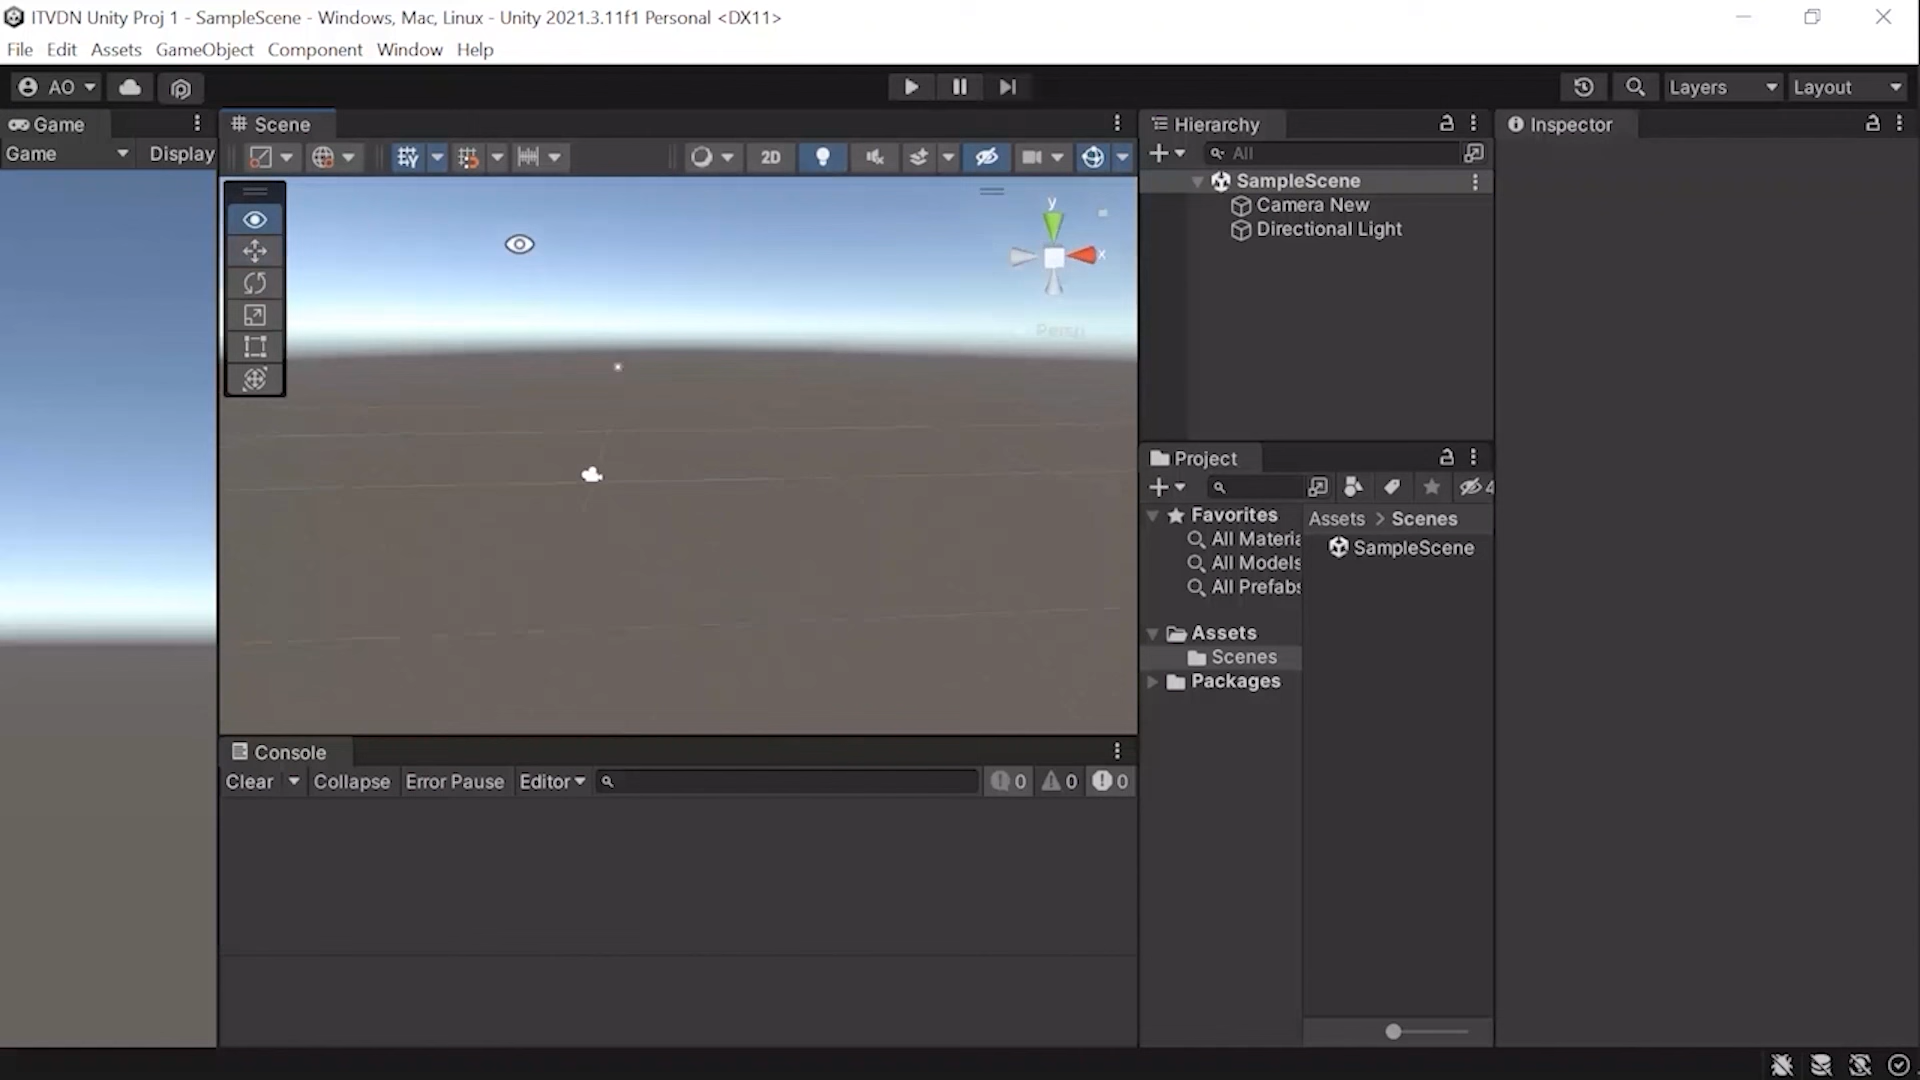 ITVDN Unity Proj 1 - SampleScene - Windows, Mac, Linux - Unity 2021.3.11f1 Personal <DX11>
File Edit Assets GameObject Component Window Help
AO
Layers Layout
Game
Game Display
Scene
2D
y
x
Persp
Hierarchy
All
SampleScene
Camera New
Directional Light
Inspector
Project
4
Favorites
All Materia
All Models
All Prefabs
Assets
Scenes
Packages
Assets > Scenes
SampleScene
Console
Clear Collapse Error Pause Editor
0 0 0